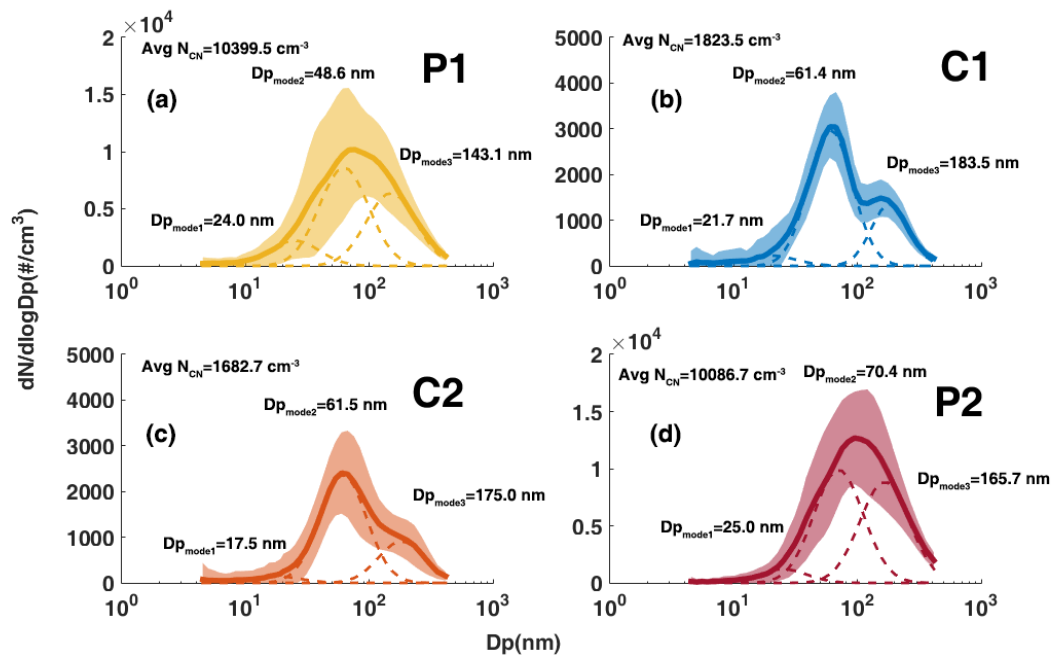 dN/dlogDp(#/cm³)
×10⁴
Avg N_CN=10399.5 cm⁻³
P1
Dp_mode2=48.6 nm
(a)
Dp_mode3=143.1 nm
Dp_mode1=24.0 nm
2
1.5
1
0.5
0
10⁰ 10¹ 10² 10³
Avg N_CN=1823.5 cm⁻³
C1
Dp_mode2=61.4 nm
(b)
Dp_mode3=183.5 nm
Dp_mode1=21.7 nm
5000
4000
3000
2000
1000
0
10⁰ 10¹ 10² 10³
Avg N_CN=1682.7 cm⁻³
C2
Dp_mode2=61.5 nm
(c)
Dp_mode3=175.0 nm
Dp_mode1=17.5 nm
5000
4000
3000
2000
1000
0
10⁰ 10¹ 10² 10³
×10⁴
Avg N_CN=10086.7 cm⁻³
Dp_mode2=70.4 nm
P2
(d)
Dp_mode3=165.7 nm
Dp_mode1=25.0 nm
2
1.5
1
0.5
0
10⁰ 10¹ 10² 10³
Dp(nm)